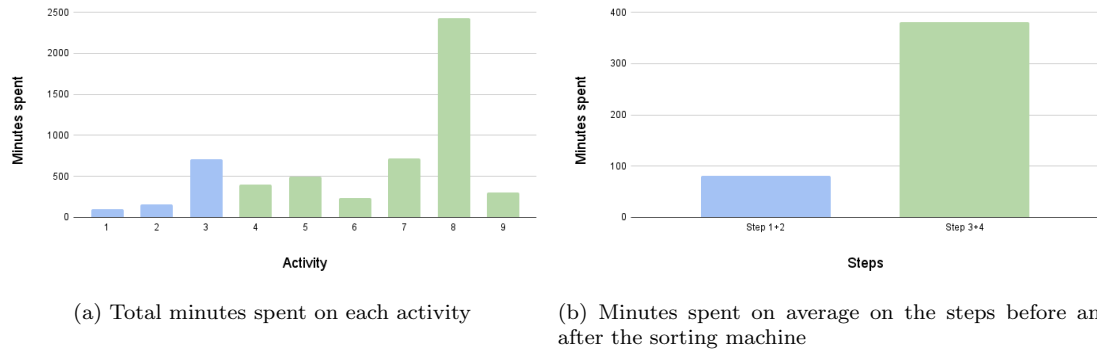 2500
2000
1500
1000
500
0
Minutes spent
1 2 3 4 5 6 7 8 9
Activity
(a) Total minutes spent on each activity
400
300
200
100
0
Minutes spent
Step 1+2 Step 3+4
Steps
(b) Minutes spent on average on the steps before an
after the sorting machine